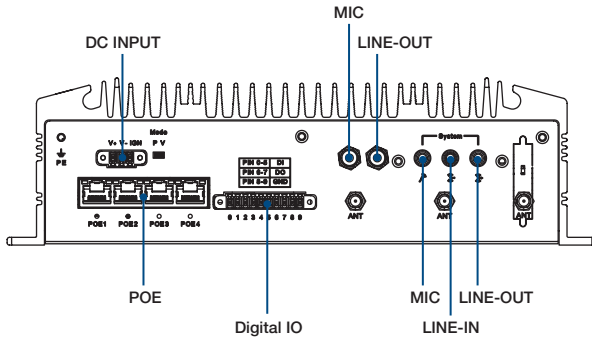 MIC
DC INPUT
LINE-OUT
Mode
P V
V+ V- IGN
System
PE
PIN 0-5 DI
PIN 6-7 DO
PIN 8-9 GND
POE1 POE2 POE3 POE4
0 1 2 3 4 5 6 7 8 9
ANT
ANT
ANT
POE
Digital IO
MIC
LINE-OUT
LINE-IN